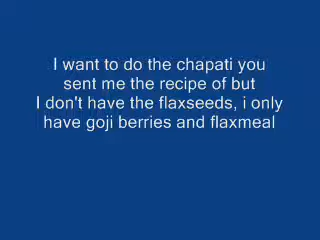 I want to do the chapati you
sent me the recipe of but
I don't have the flaxseeds, i only
have goji berries and flaxmeal